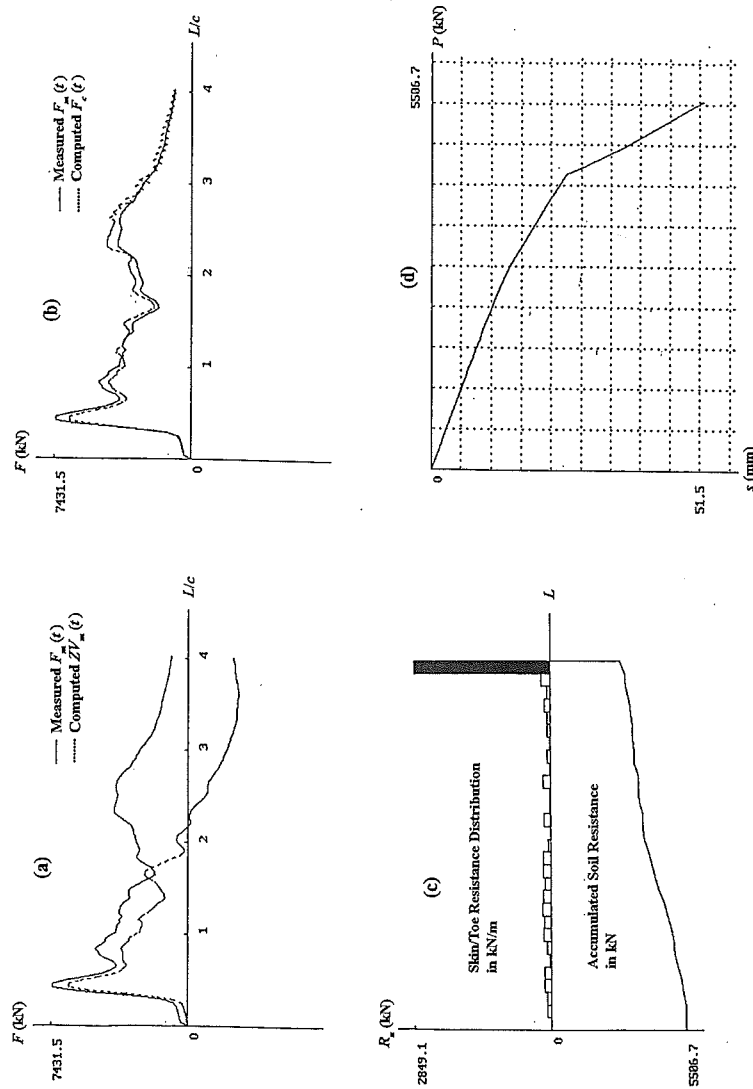 (a)
F (kN)
7431.5
0
1
2
3
4
L/c
Measured F_m(t)
Computed ZV_m(t)
(b)
F (kN)
7431.5
0
1
2
3
4
L/c
Measured F_m(t)
Computed F_c(t)
(c)
R_u (kN)
2849.1
0
5506.7
L
Skin/Toe Resistance Distribution
in kN/m
Accumulated Soil Resistance
in kN
(d)
0
5506.7
P (kN)
51.5
s (mm)